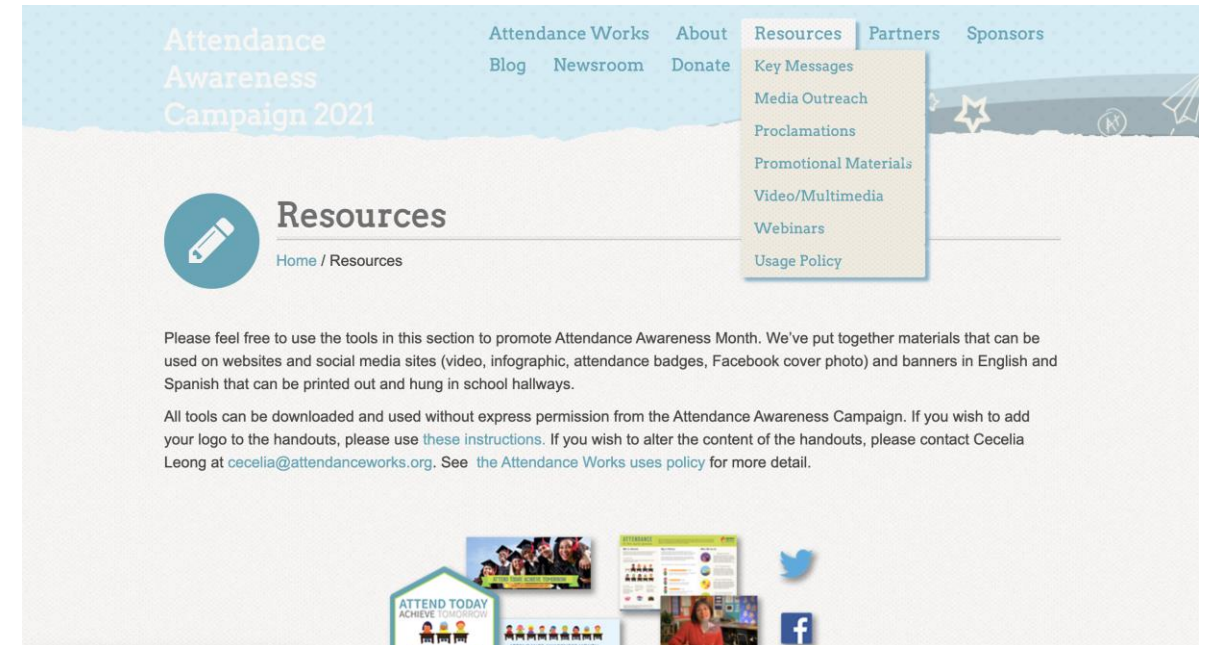 Attendance
Awareness
Campaign 2021
Attendance Works About Resources Partners Sponsors
Blog Newsroom Donate
Key Messages
Media Outreach
Proclamations
Promotional Materials
Video/Multimedia
Webinars
Usage Policy
A+
Resources
Home / Resources
Please feel free to use the tools in this section to promote Attendance Awareness Month. We've put together materials that can be
used on websites and social media sites (video, infographic, attendance badges, Facebook cover photo) and banners in English and
Spanish that can be printed out and hung in school hallways.
All tools can be downloaded and used without express permission from the Attendance Awareness Campaign. If you wish to add
your logo to the handouts, please use these instructions. If you wish to alter the content of the handouts, please contact Cecelia
Leong at cecelia@attendanceworks.org. See the Attendance Works uses policy for more detail.
ATTEND TODAY, ACHIEVE TOMORROW
ATTENDANCE
ATTEND TODAY
ACHIEVE TOMORROW